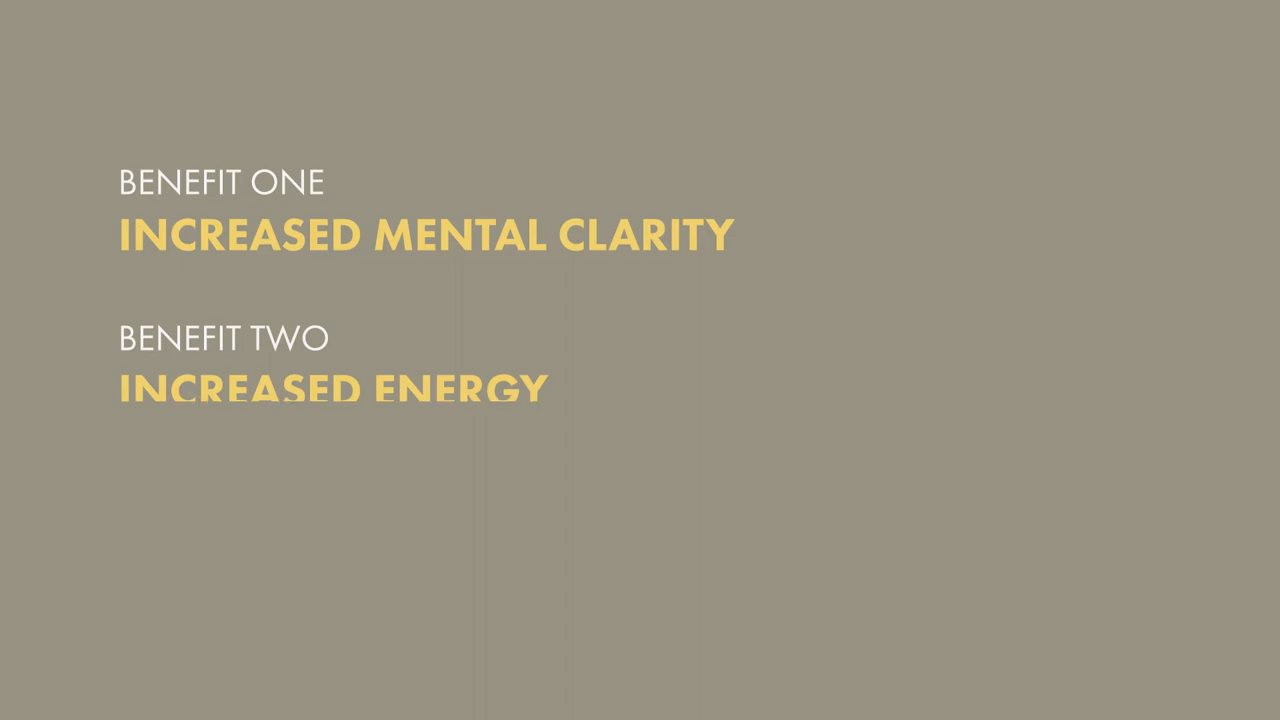 BENEFIT ONE
INCREASED MENTAL CLARITY
BENEFIT TWO
INCREASED ENERGY